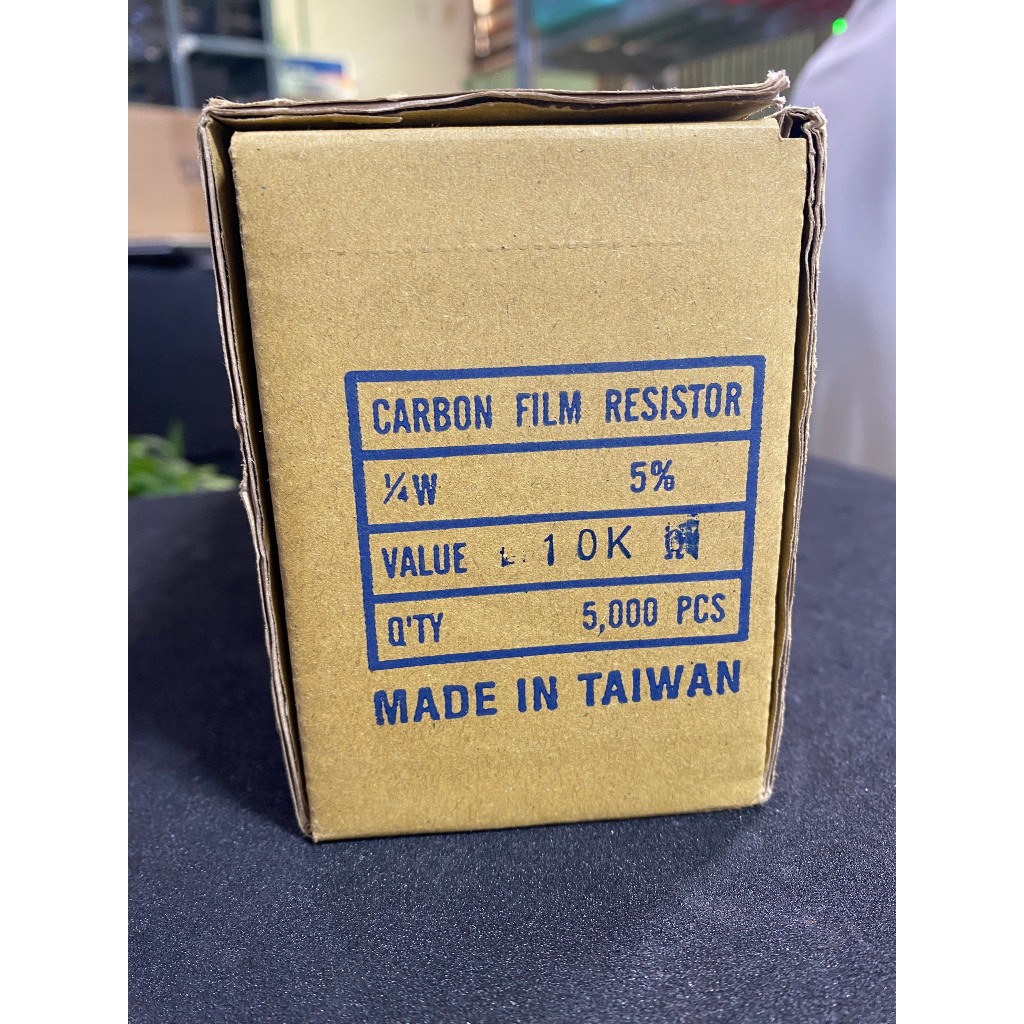 CARBON FILM RESISTOR
¼W 5%
VALUE 10K Ω
Q'TY 5,000 PCS
MADE IN TAIWAN